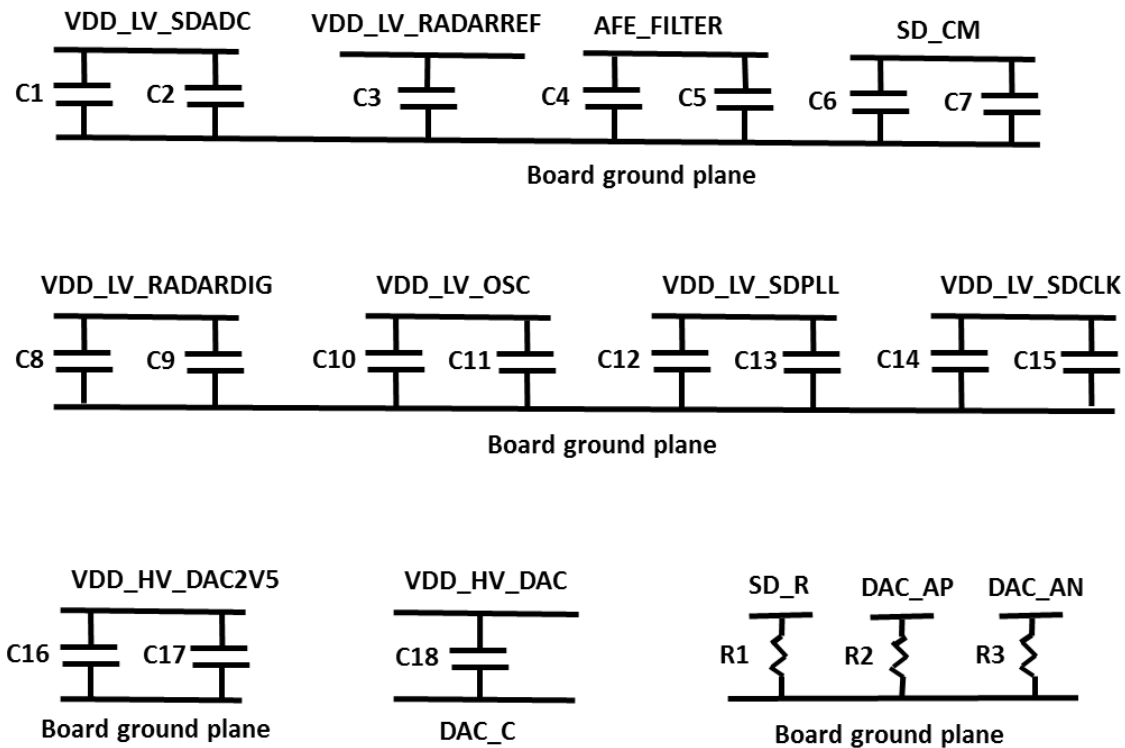 VDD_LV_SDADC VDD_LV_RADARREF AFE_FILTER SD_CM
C1 C2 C3 C4 C5 C6 C7
Board ground plane
VDD_LV_RADARDIG VDD_LV_OSC VDD_LV_SDPLL VDD_LV_SDCLK
C8 C9 C10 C11 C12 C13 C14 C15
Board ground plane
VDD_HV_DAC2V5 VDD_HV_DAC SD_R DAC_AP DAC_AN
C16 C17 C18 R1 R2 R3
Board ground plane DAC_C Board ground plane